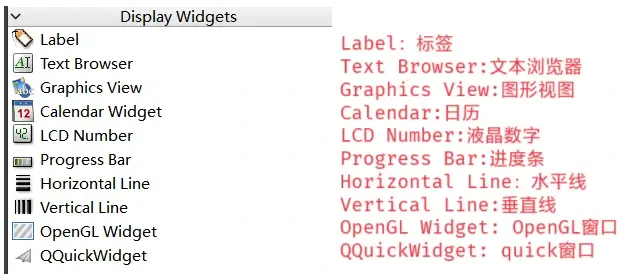 Display Widgets
Label
Text Browser
Graphics View
Calendar Widget
LCD Number
Progress Bar
Horizontal Line
Vertical Line
OpenGL Widget
QQuickWidget
Label: 标签
Text Browser:文本浏览器
Graphics View:图形视图
Calendar:日历
LCD Number:液晶数字
Progress Bar:进度条
Horizontal Line: 水平线
Vertical Line:垂直线
OpenGL Widget: OpenGL窗口
QQuickWidget: quick窗口